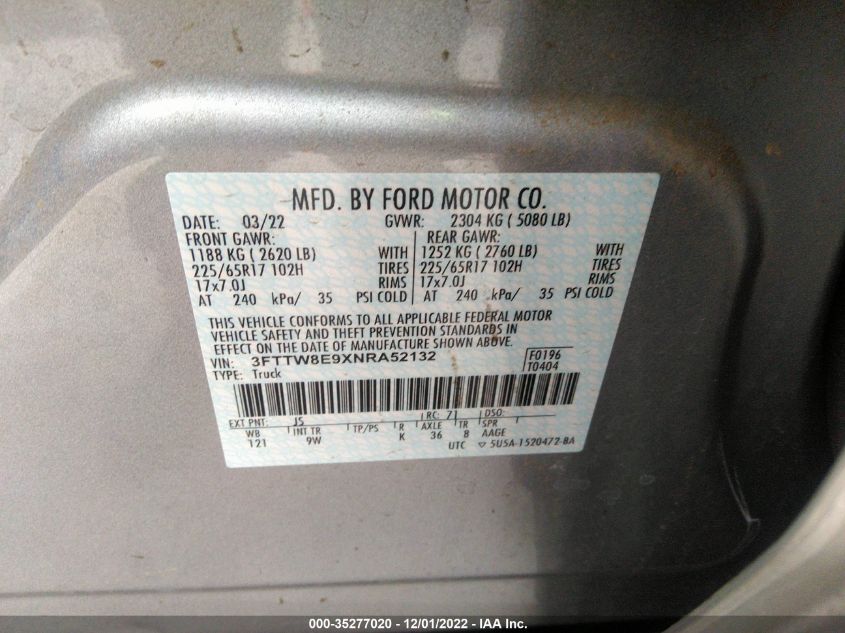 MFD. BY FORD MOTOR CO.
DATE: 03/22 GVWR: 2304 KG ( 5080 LB)
FRONT GAWR: REAR GAWR:
1188 KG ( 2620 LB) WITH 1252 KG ( 2760 LB) WITH
225/65R17 102H TIRES 225/65R17 102H TIRES
17x7.0J RIMS 17x7.0J RIMS
AT 240 kPa/ 35 PSI COLD AT 240 kPa/ 35 PSI COLD
THIS VEHICLE CONFORMS TO ALL APPLICABLE FEDERAL MOTOR
VEHICLE SAFETY AND THEFT PREVENTION STANDARDS IN
EFFECT ON THE DATE OF MANUFACTURE SHOWN ABOVE.
VIN: 3FTTW8E9XNRA52132 F0196
TYPE: Truck T0404
EXT PNT: J5 RC: 71 DSO:
WB INT TR TP/PS R AXLE TR SPR
121 9W K 36 8 AAGE
UTC 5U5A-1520472-BA
000-35277020 - 12/01/2022 - IAA Inc.